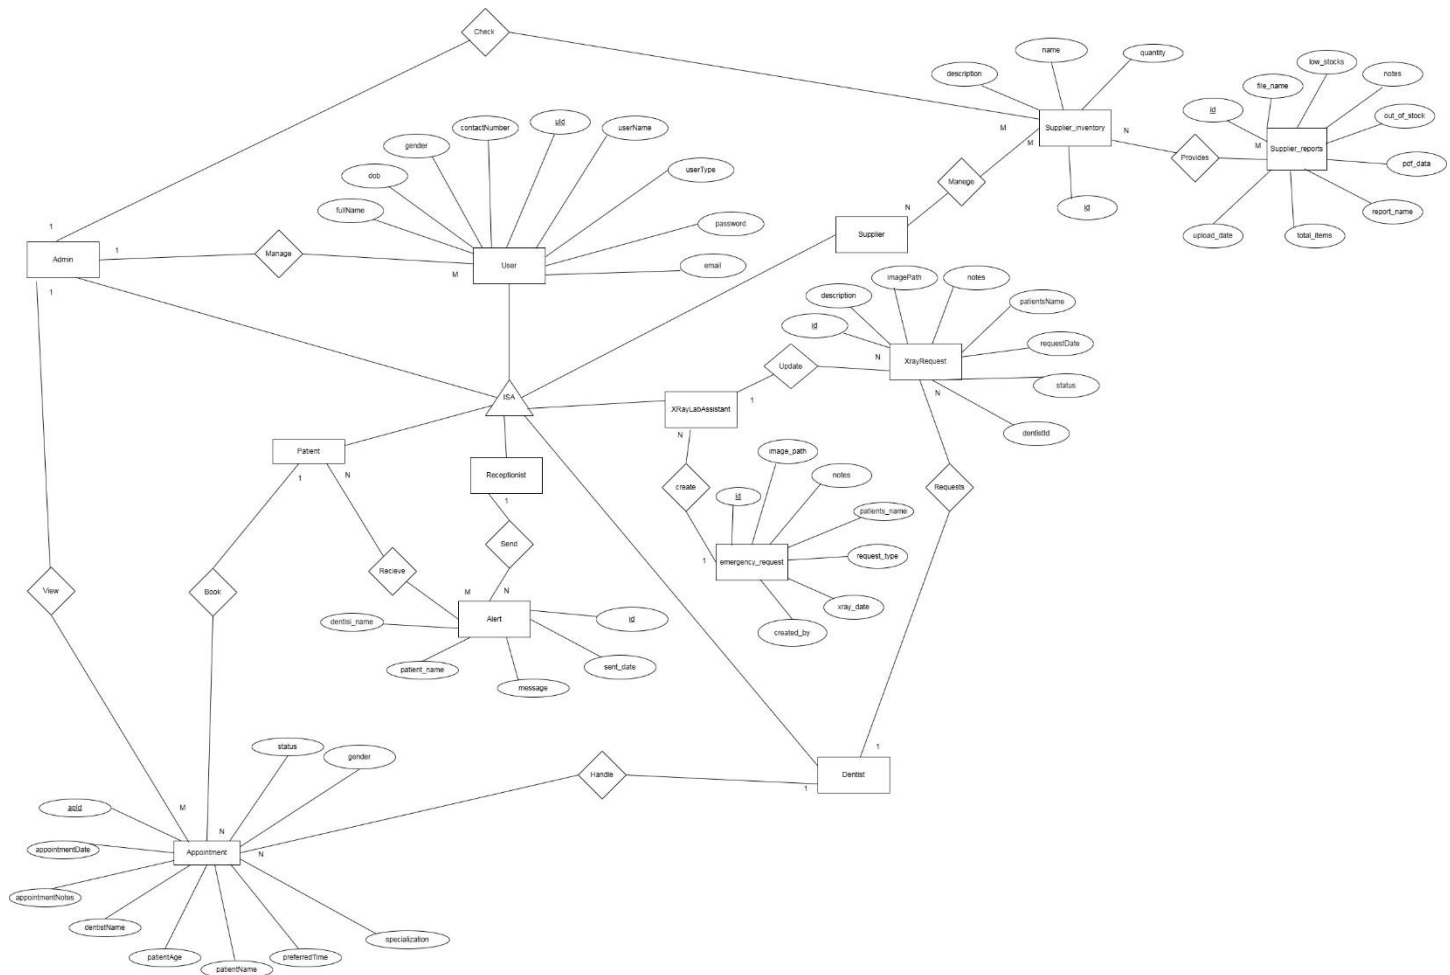 Check
name
quantity
description
low_stocks
file_name
notes
id
out_of_stock
Supplier_inventory
M
M
N
Provides
M
Supplier_reports
pdf_data
report_name
upload_date
total_items
id
contactNumber
uId
userName
gender
userType
dob
fullName
password
email
User
Manage
N
Supplier
1
Admin
1
Manage
M
1
imagePath
notes
description
patientsName
id
requestDate
XrayRequest
status
dentistId
Update
N
N
1
ISA
XRayLabAssistant
N
Patient
1
N
Receptionist
1
image_path
notes
create
id
patients_name
Requests
request_type
1
emergency_request
xray_date
created_by
Send
Recieve
M
N
View
Book
Alert
id
dentisi_name
patient_name
sent_date
message
1
Dentist
1
Handle
status
gender
M
apId
N
appointmentDate
Appointment
N
appointmentNotes
dentistName
specialization
patientAge
patientName
preferredTime